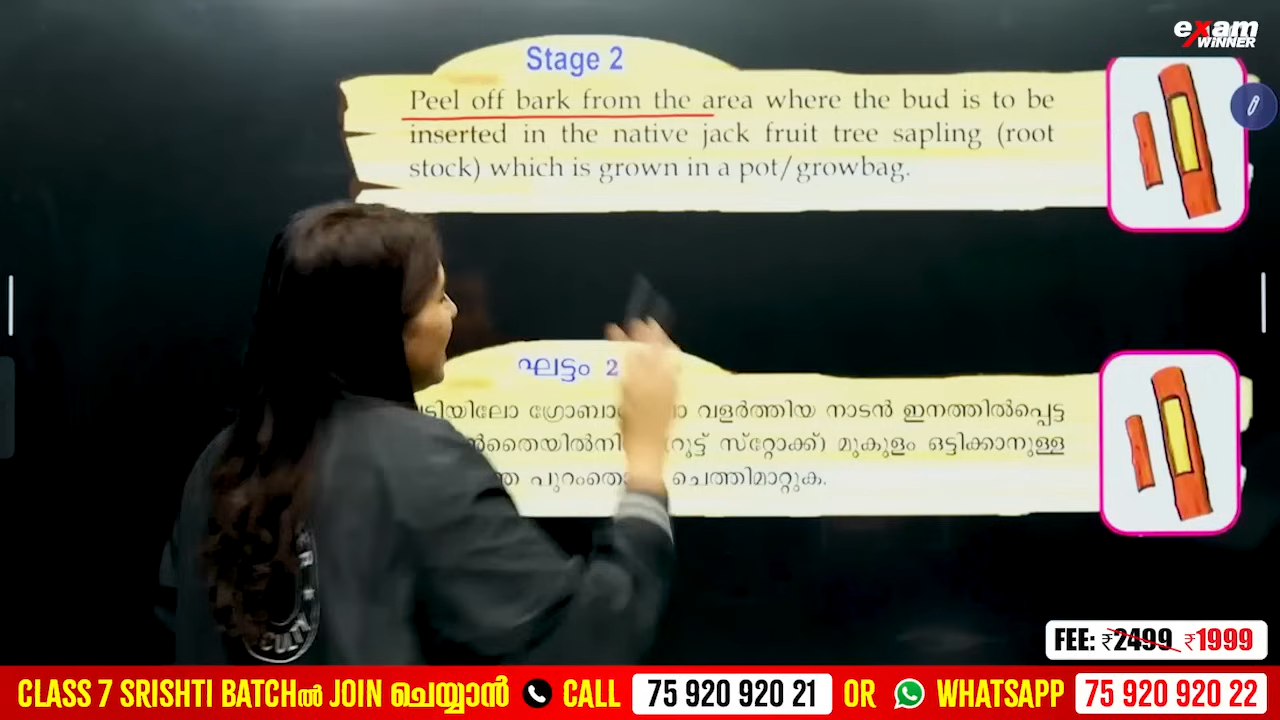 exam
WINNER
Stage 2
Peel off bark from the area where the bud is to be
inserted in the native jack fruit tree sapling (root
stock) which is grown in a pot/growbag.
ഘട്ടം 2
വളർത്തിയ നാടൻ ഇനത്തിൽപ്പെട്ട
സ്റ്റോക്ക്) മുകുളം ഒട്ടിക്കാനുള്ള
ചെത്തിമാറ്റുക.
FEE: ₹2499 ₹1999
CLASS 7 SRISHTI BATCHൽ JOIN ചെയ്യാൻ CALL 75 920 920 21 OR WHATSAPP 75 920 920 22